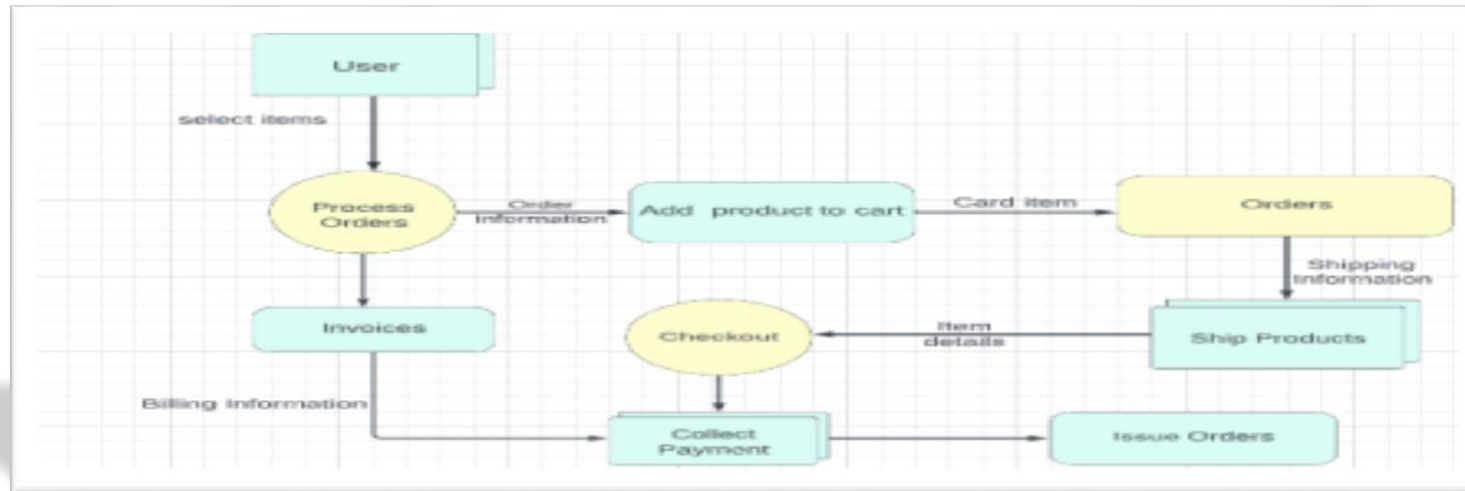 User
select items
Process
Orders
Order
information
Add product to cart
Card item
Orders
Shipping
Information
Invoices
Checkout
Item
details
Ship Products
Billing Information
Collect
Payment
Issue Orders